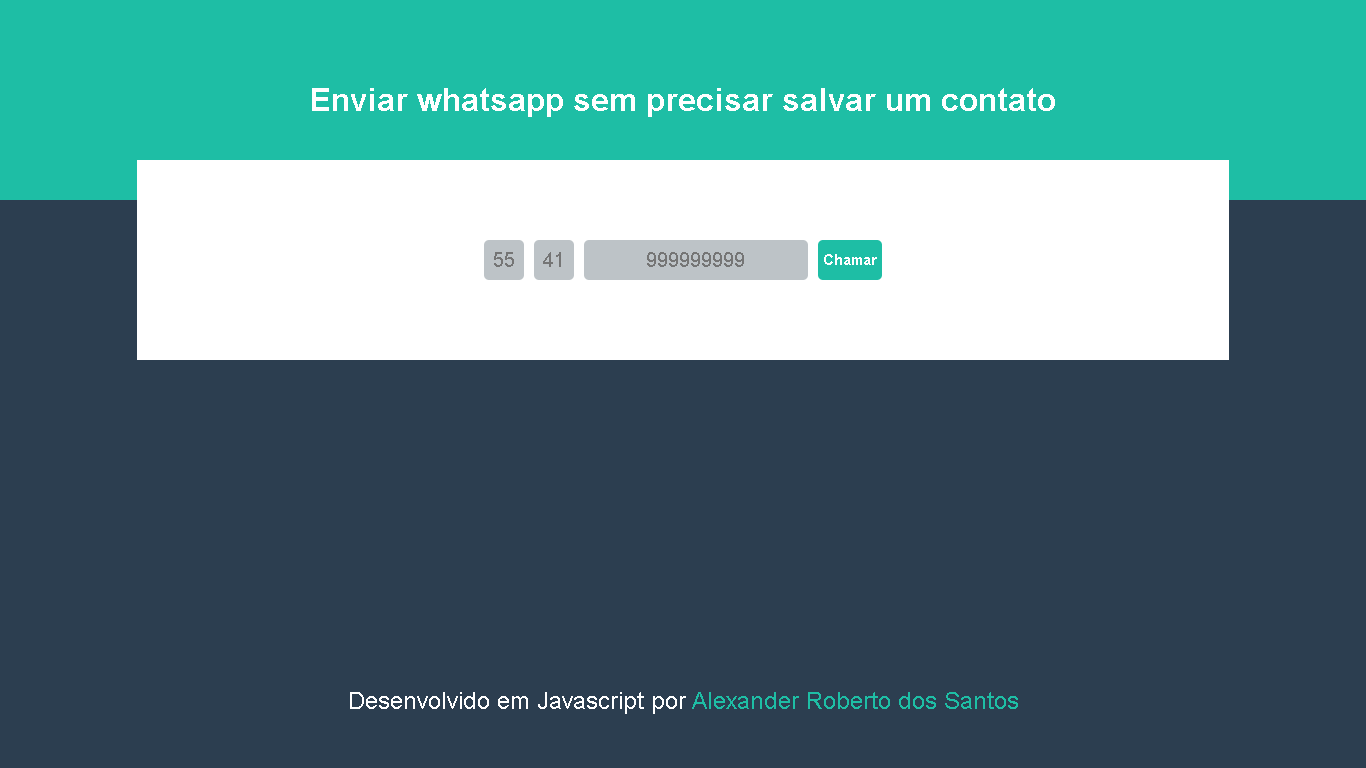 Enviar whatsapp sem precisar salvar um contato
55 41 999999999 Chamar
Desenvolvido em Javascript por Alexander Roberto dos Santos